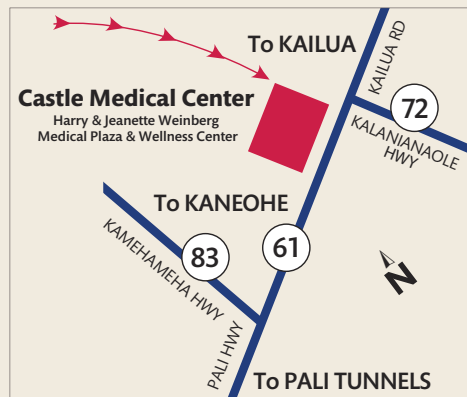 To KAILUA
KAILUA RD
Castle Medical Center
Harry & Jeanette Weinberg
Medical Plaza & Wellness Center
72
KALANIANAOLE
HWY
To KANEOHE
83
61
KAMEHAMEHA HWY
N
PALI HWY
To PALI TUNNELS